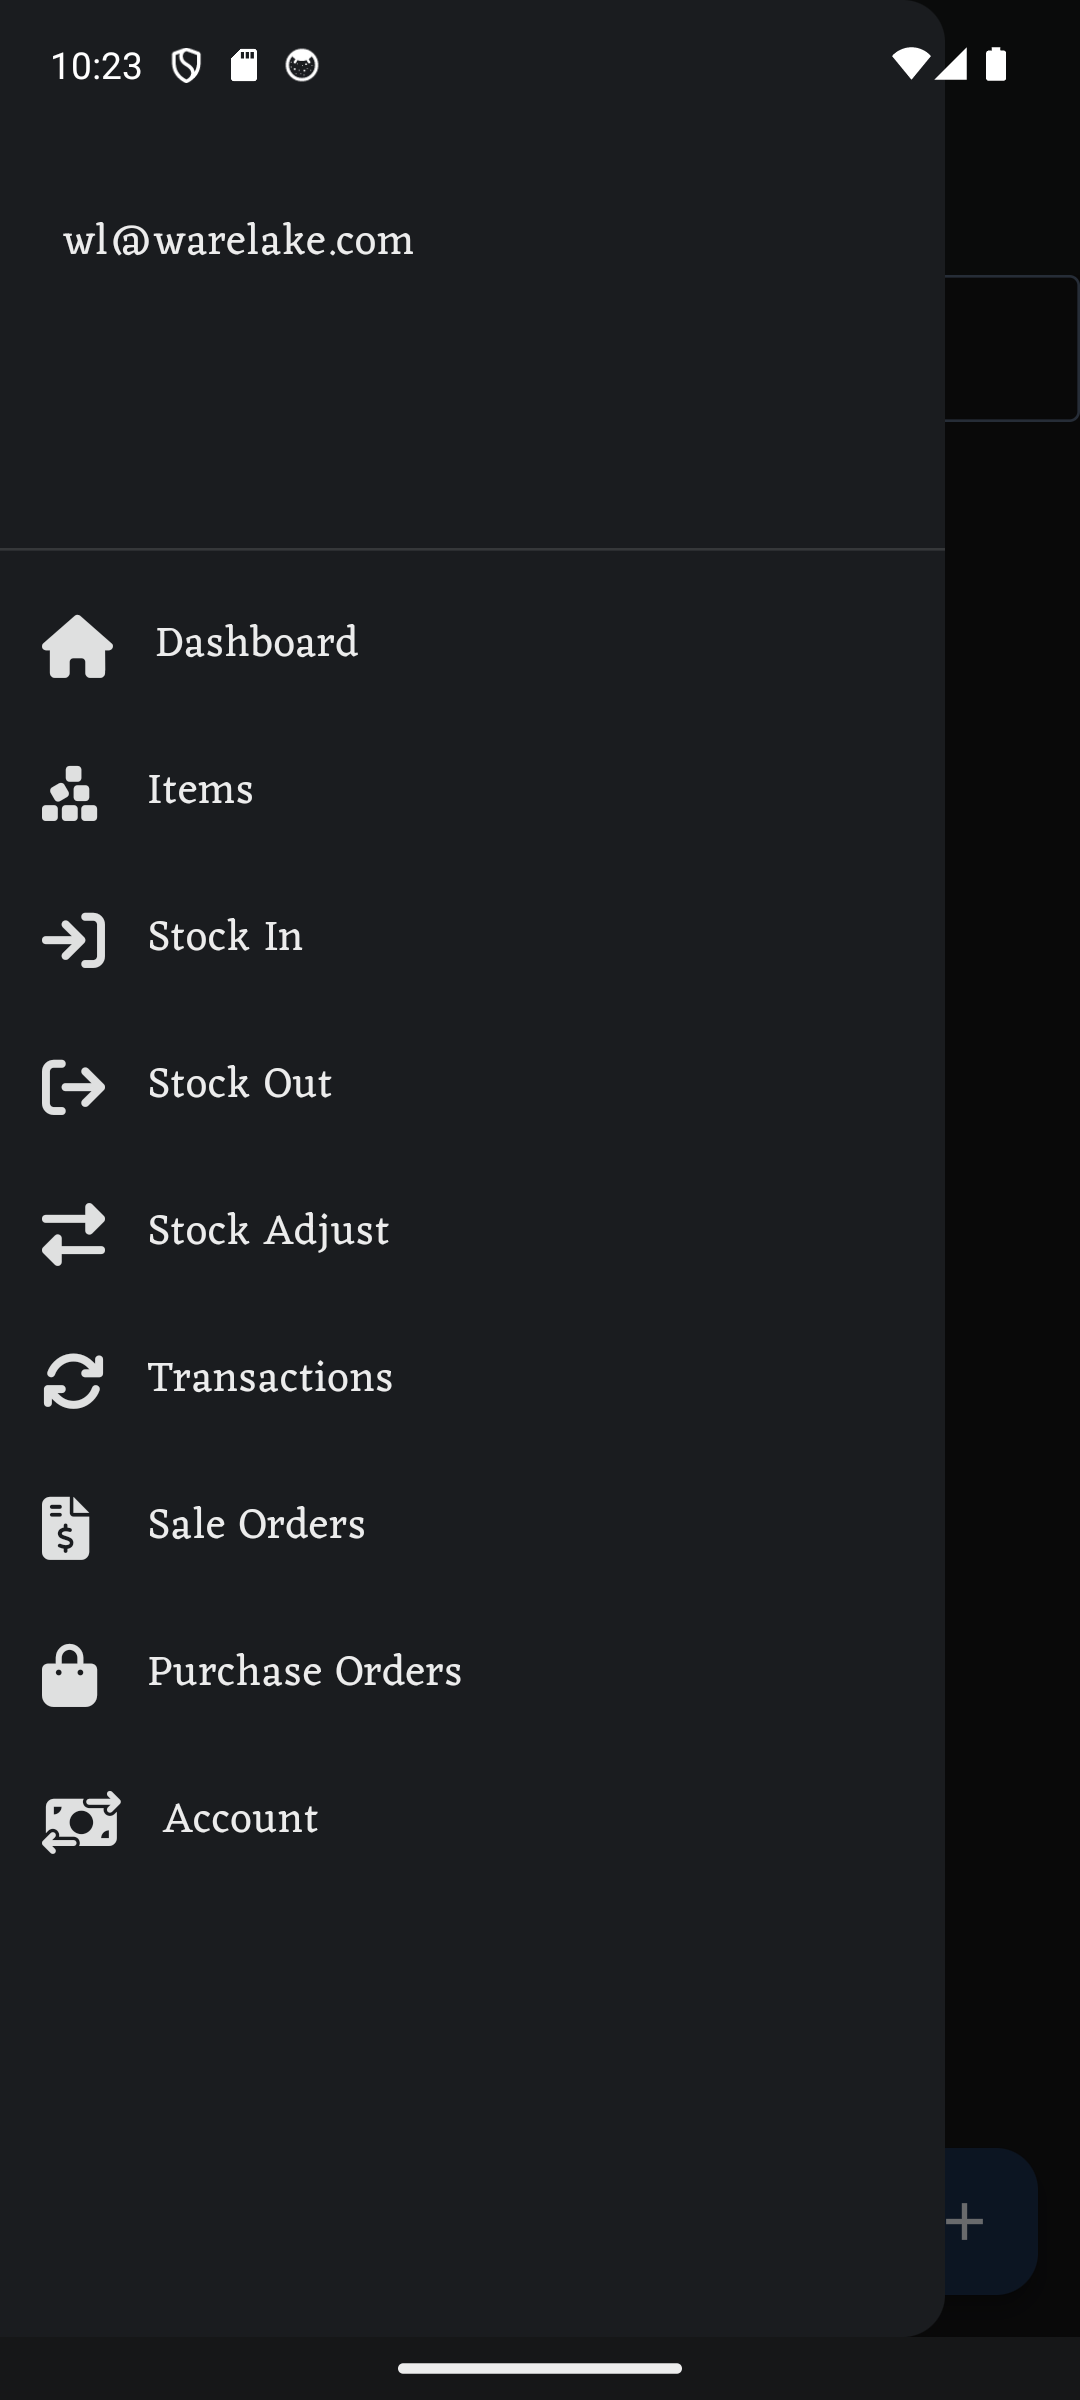 10:23
wl@warelake.com
Dashboard
Items
Stock In
Stock Out
Stock Adjust
Transactions
Sale Orders
Purchase Orders
Account